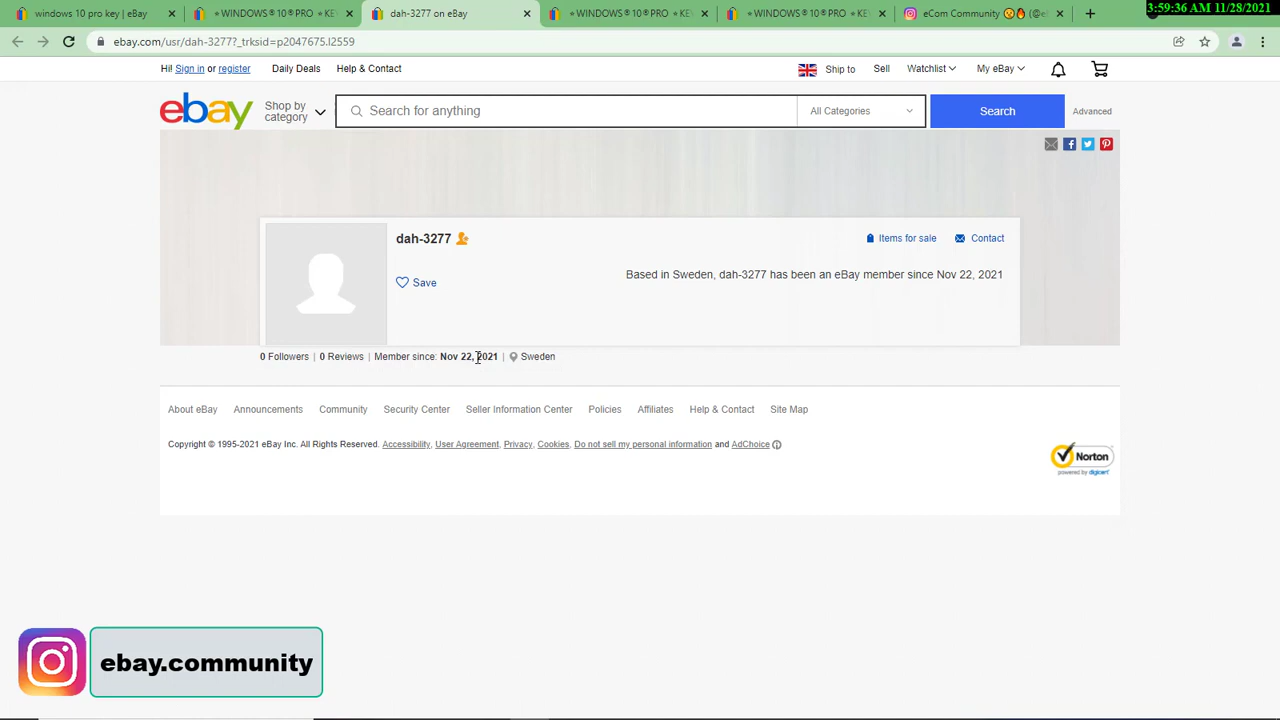 windows 10 pro key | eBay
*WINDOWS®10®PRO ★ KE
dah-3277 on eBay
*WINDOWS®10®PRO ★ KEY
*WINDOWS®10®PRO ★ KEY
eCom Community
3:59:36 AM 11/28/2021
ebay.com/usr/dah-3277?_trksid=p2047675.l2559
Hi! Sign in or register
Daily Deals
Help & Contact
Ship to
Sell
Watchlist
My eBay
ebay
Shop by
category
Search for anything
All Categories
Search
Advanced
dah-3277
Items for sale
Contact
Save
Based in Sweden, dah-3277 has been an eBay member since Nov 22, 2021
0 Followers | 0 Reviews | Member since: Nov 22, 2021 | Sweden
About eBay
Announcements
Community
Security Center
Seller Information Center
Policies
Affiliates
Help & Contact
Site Map
Copyright © 1995-2021 eBay Inc. All Rights Reserved. Accessibility, User Agreement, Privacy, Cookies, Do not sell my personal information and AdChoice
Norton
powered by digicert
ebay.community